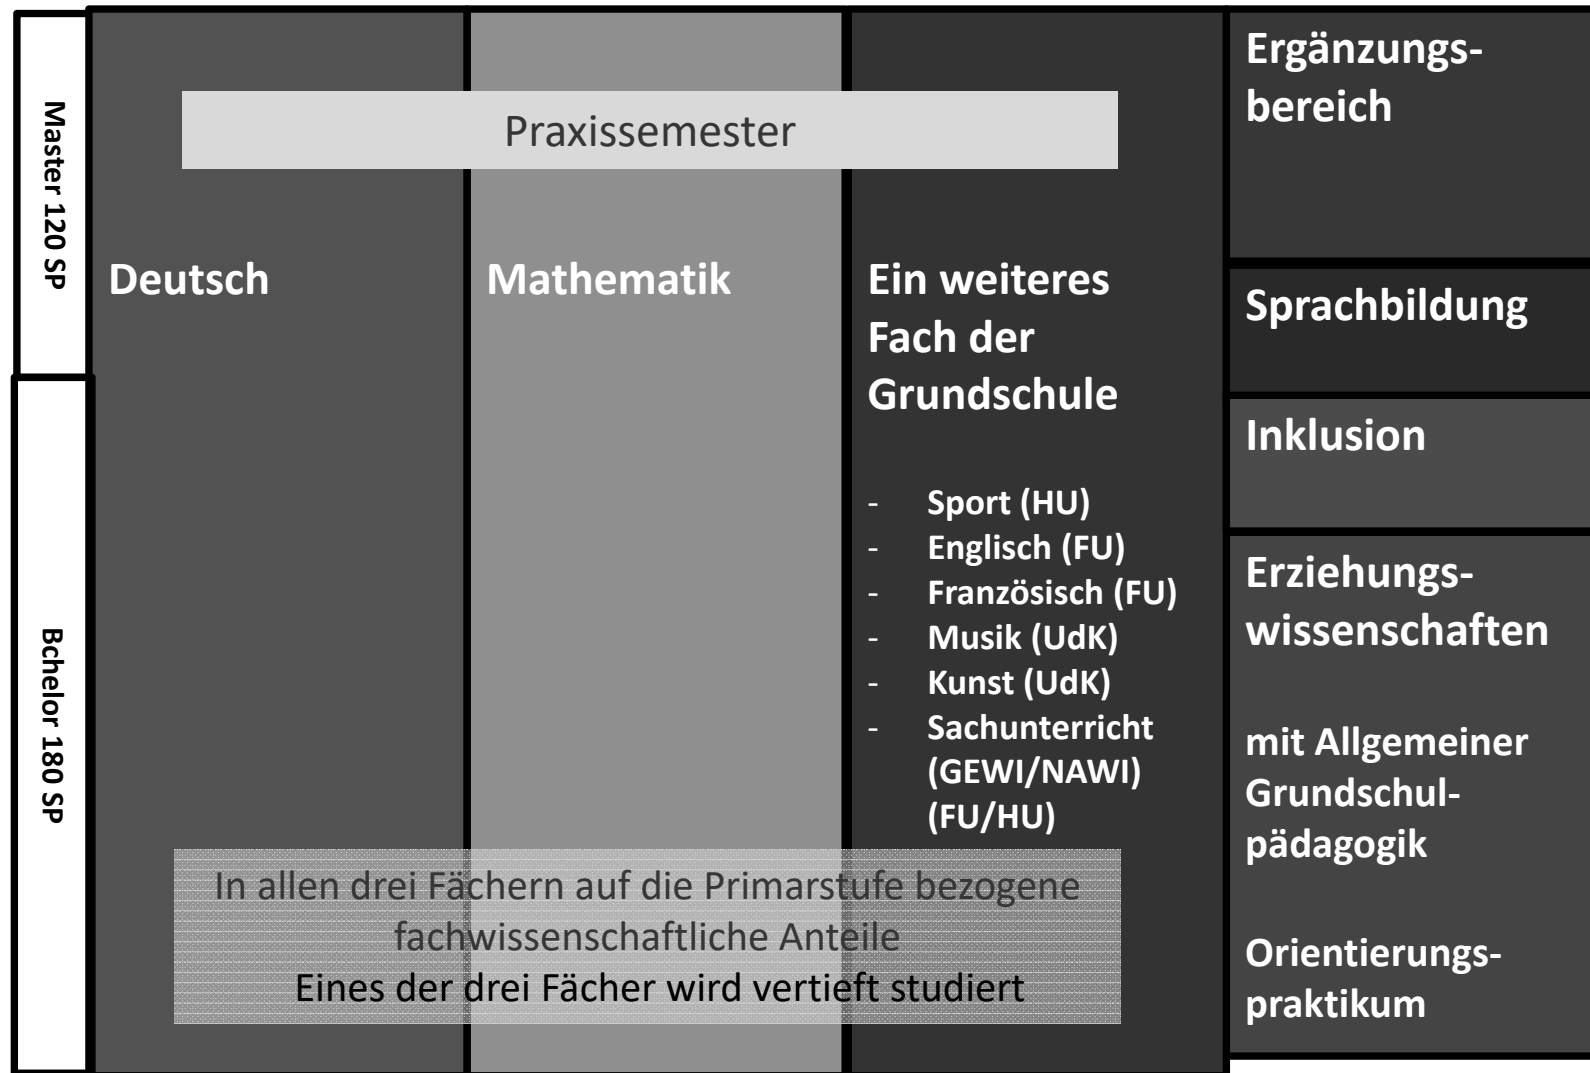 Master 120 SP
Bchelor 180 SP
Praxissemester
Deutsch
Mathematik
Ein weiteres
Fach der
Grundschule
- Sport (HU)
- Englisch (FU)
- Französisch (FU)
- Musik (UdK)
- Kunst (UdK)
- Sachunterricht
(GEWI/NAWI)
(FU/HU)
In allen drei Fächern auf die Primarstufe bezogene
fachwissenschaftliche Anteile
Eines der drei Fächer wird vertieft studiert
Ergänzungs-
bereich
Sprachbildung
Inklusion
Erziehungs-
wissenschaften
mit Allgemeiner
Grundschul-
pädagogik
Orientierungs-
praktikum